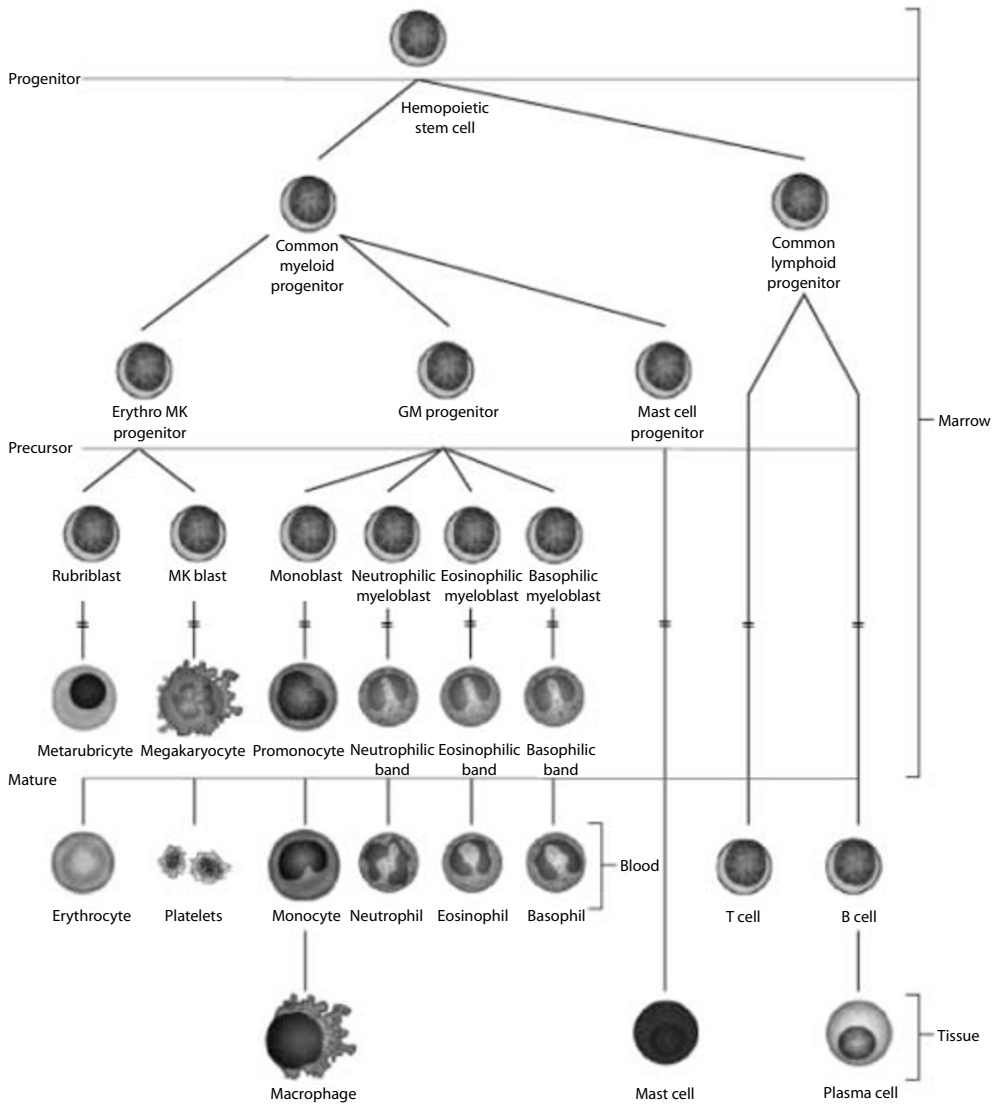 Progenitor
Hemopoietic
stem cell
Common
myeloid
progenitor
Common
lymphoid
progenitor
Erythro MK
progenitor
GM progenitor
Mast cell
progenitor
Marrow
Precursor
Rubriblast
MK blast
Monoblast
Neutrophilic
myeloblast
Eosinophilic
myeloblast
Basophilic
myeloblast
Metarubricyte
Megakaryocyte
Promonocyte
Neutrophilic
band
Eosinophilic
band
Basophilic
band
Mature
Blood
Erythrocyte
Platelets
Monocyte
Neutrophil
Eosinophil
Basophil
T cell
B cell
Tissue
Macrophage
Mast cell
Plasma cell